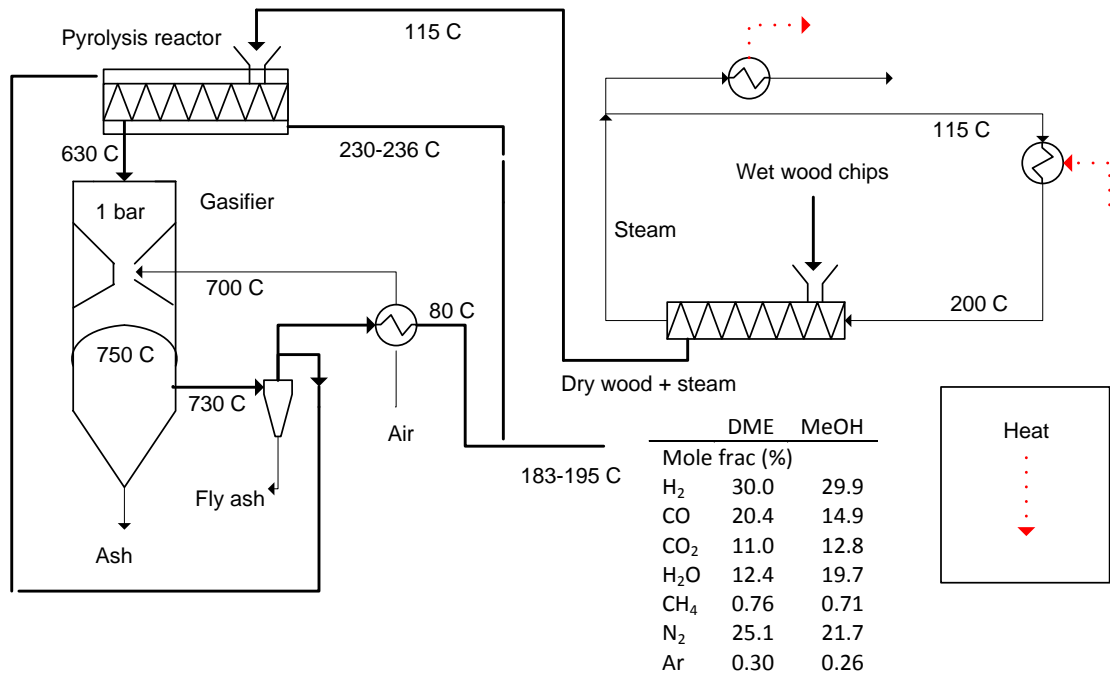 115 C
Pyrolysis reactor
115 C
630 C
230-236 C
Wet wood chips
1 bar
Gasifier
Steam
700 C
80 C
200 C
750 C
Dry wood + steam
730 C
Air
Heat
183-195 C
Fly ash
Ash
DME MeOH
Mole frac (%)
H₂ 30.0 29.9
CO 20.4 14.9
CO₂ 11.0 12.8
H₂O 12.4 19.7
CH₄ 0.76 0.71
N₂ 25.1 21.7
Ar 0.30 0.26